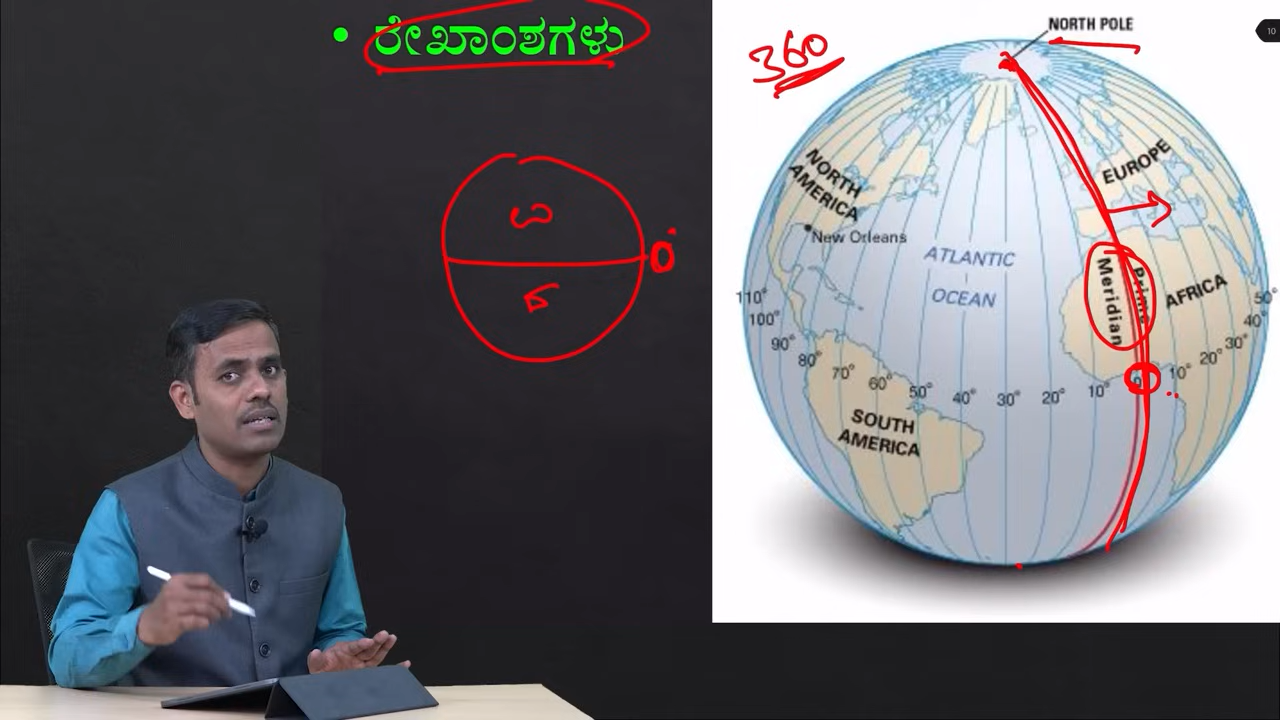 • ರೇಖಾಂಶಗಳು
10
360
NORTH POLE
NORTH
AMERICA
EUROPE
New Orleans
ATLANTIC
OCEAN
Prime
Meridian
AFRICA
0°
ಉ
ದ
110° 100° 90° 80° 70° 60° 50° 40° 30° 20° 10° 0° 10° 20° 30° 40° 50°
SOUTH
AMERICA